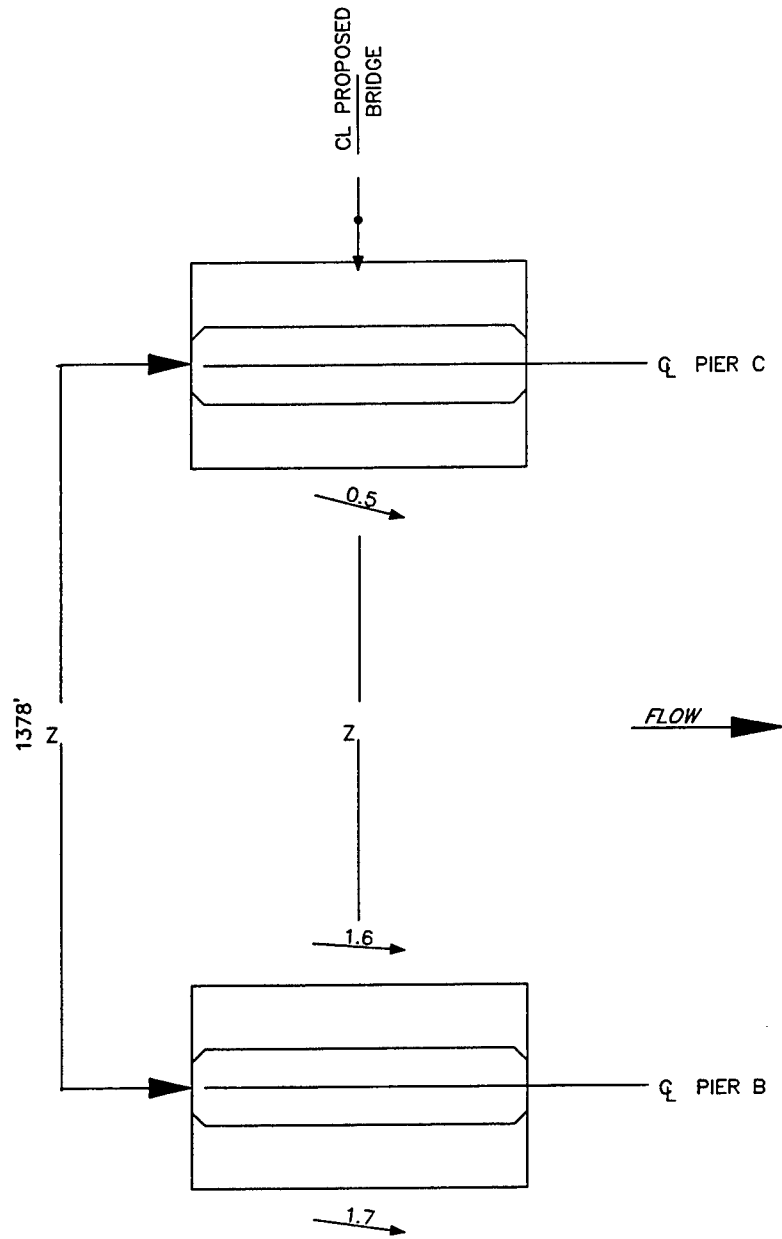 CL PROPOSED
BRIDGE
℄ PIER C
0.5
1378'
Z
Z
FLOW
1.6
℄ PIER B
1.7